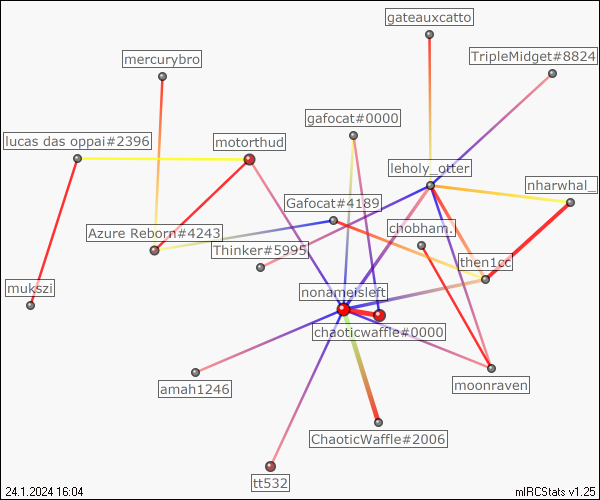 gateauxcatto
TripleMidget#8824
mercurybro
gafocat#0000
lucas das oppai#2396
motorthud
leholy_otter
nharwhal_
Gafocat#4189
chobham.
Azure Reborn#4243
Thinker#5995
then1cc
mukszi
nonameisleft
chaoticwaffle#0000
amah1246
moonraven
ChaoticWaffle#2006
tt532
24.1.2024 16:04
mIRCStats v1.25